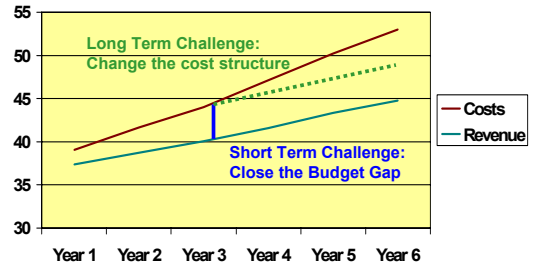 55
50
45
40
35
30
Long Term Challenge:
Change the cost structure
Short Term Challenge:
Close the Budget Gap
Costs
Revenue
Year 1 Year 2 Year 3 Year 4 Year 5 Year 6